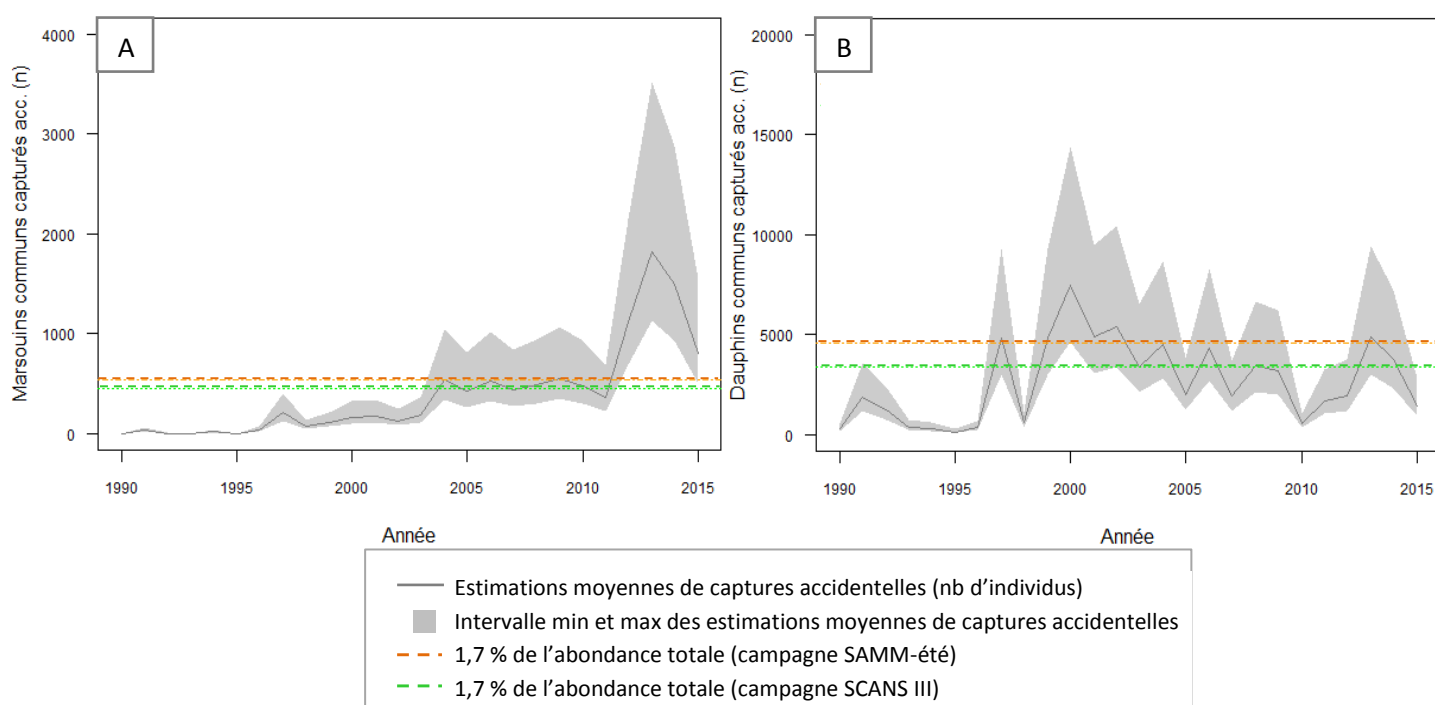 A
Marsouins communs capturés acc. (n)
4000
3000
2000
1000
0
1990
1995
2000
2005
2010
2015
Année
B
Dauphins communs capturés acc. (n)
20000
15000
10000
5000
0
1990
1995
2000
2005
2010
2015
Année
Estimations moyennes de captures accidentelles (nb d'individus)
Intervalle min et max des estimations moyennes de captures accidentelles
1,7 % de l'abondance totale (campagne SAMM-été)
1,7 % de l'abondance totale (campagne SCANS III)